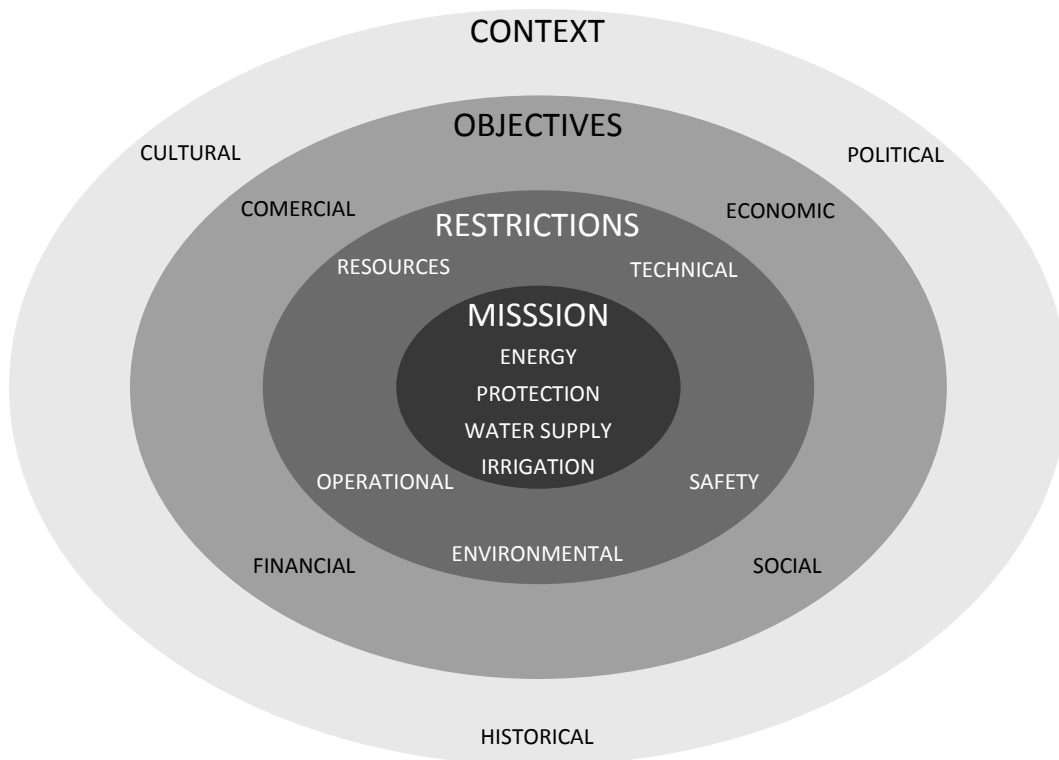 CONTEXT
OBJECTIVES
CULTURAL
POLITICAL
COMERCIAL
ECONOMIC
RESTRICTIONS
RESOURCES
TECHNICAL
MISSSION
ENERGY
PROTECTION
WATER SUPPLY
IRRIGATION
OPERATIONAL
SAFETY
ENVIRONMENTAL
FINANCIAL
SOCIAL
HISTORICAL